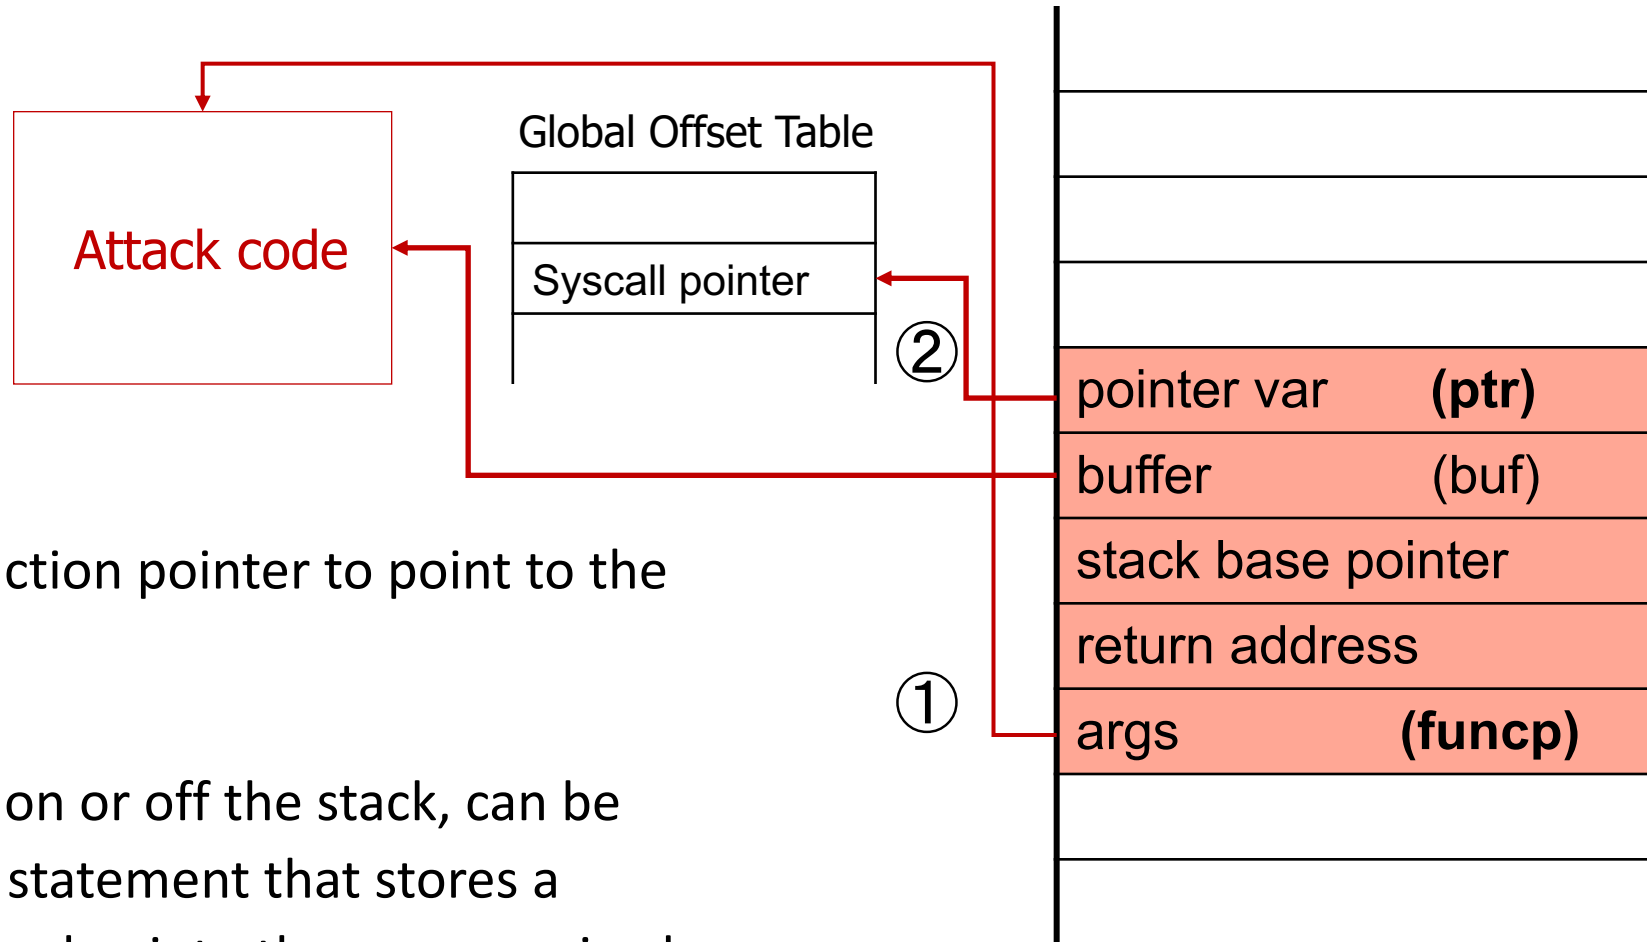 Global Offset Table
Attack code
Syscall pointer
②
pointer var (ptr)
buffer (buf)
stack base pointer
return address
①
args (funcp)
ction pointer to point to the
on or off the stack, can be
statement that stores a